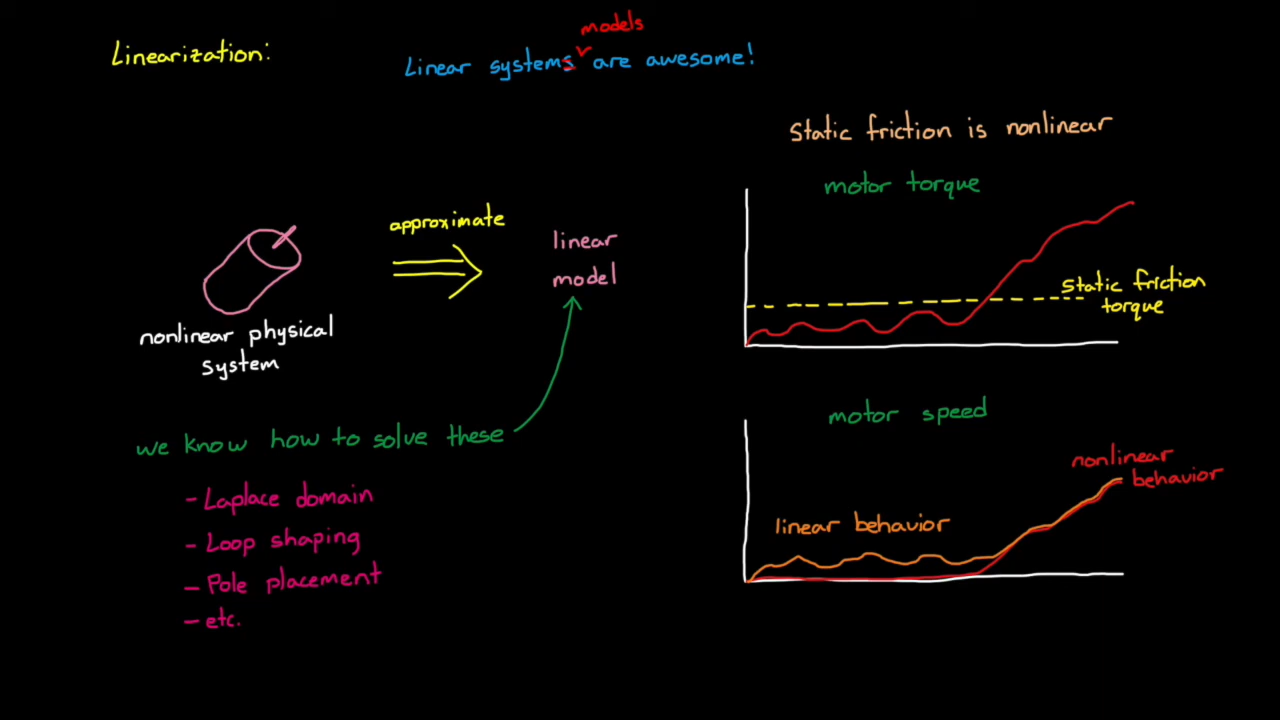 Linearization:
models
Linear systems are awesome!
Static friction is nonlinear
motor torque
approximate
linear
model
static friction
torque
nonlinear physical
system
motor speed
we know how to solve these
nonlinear
behavior
- Laplace domain
linear behavior
- Loop shaping
- Pole placement
- etc.